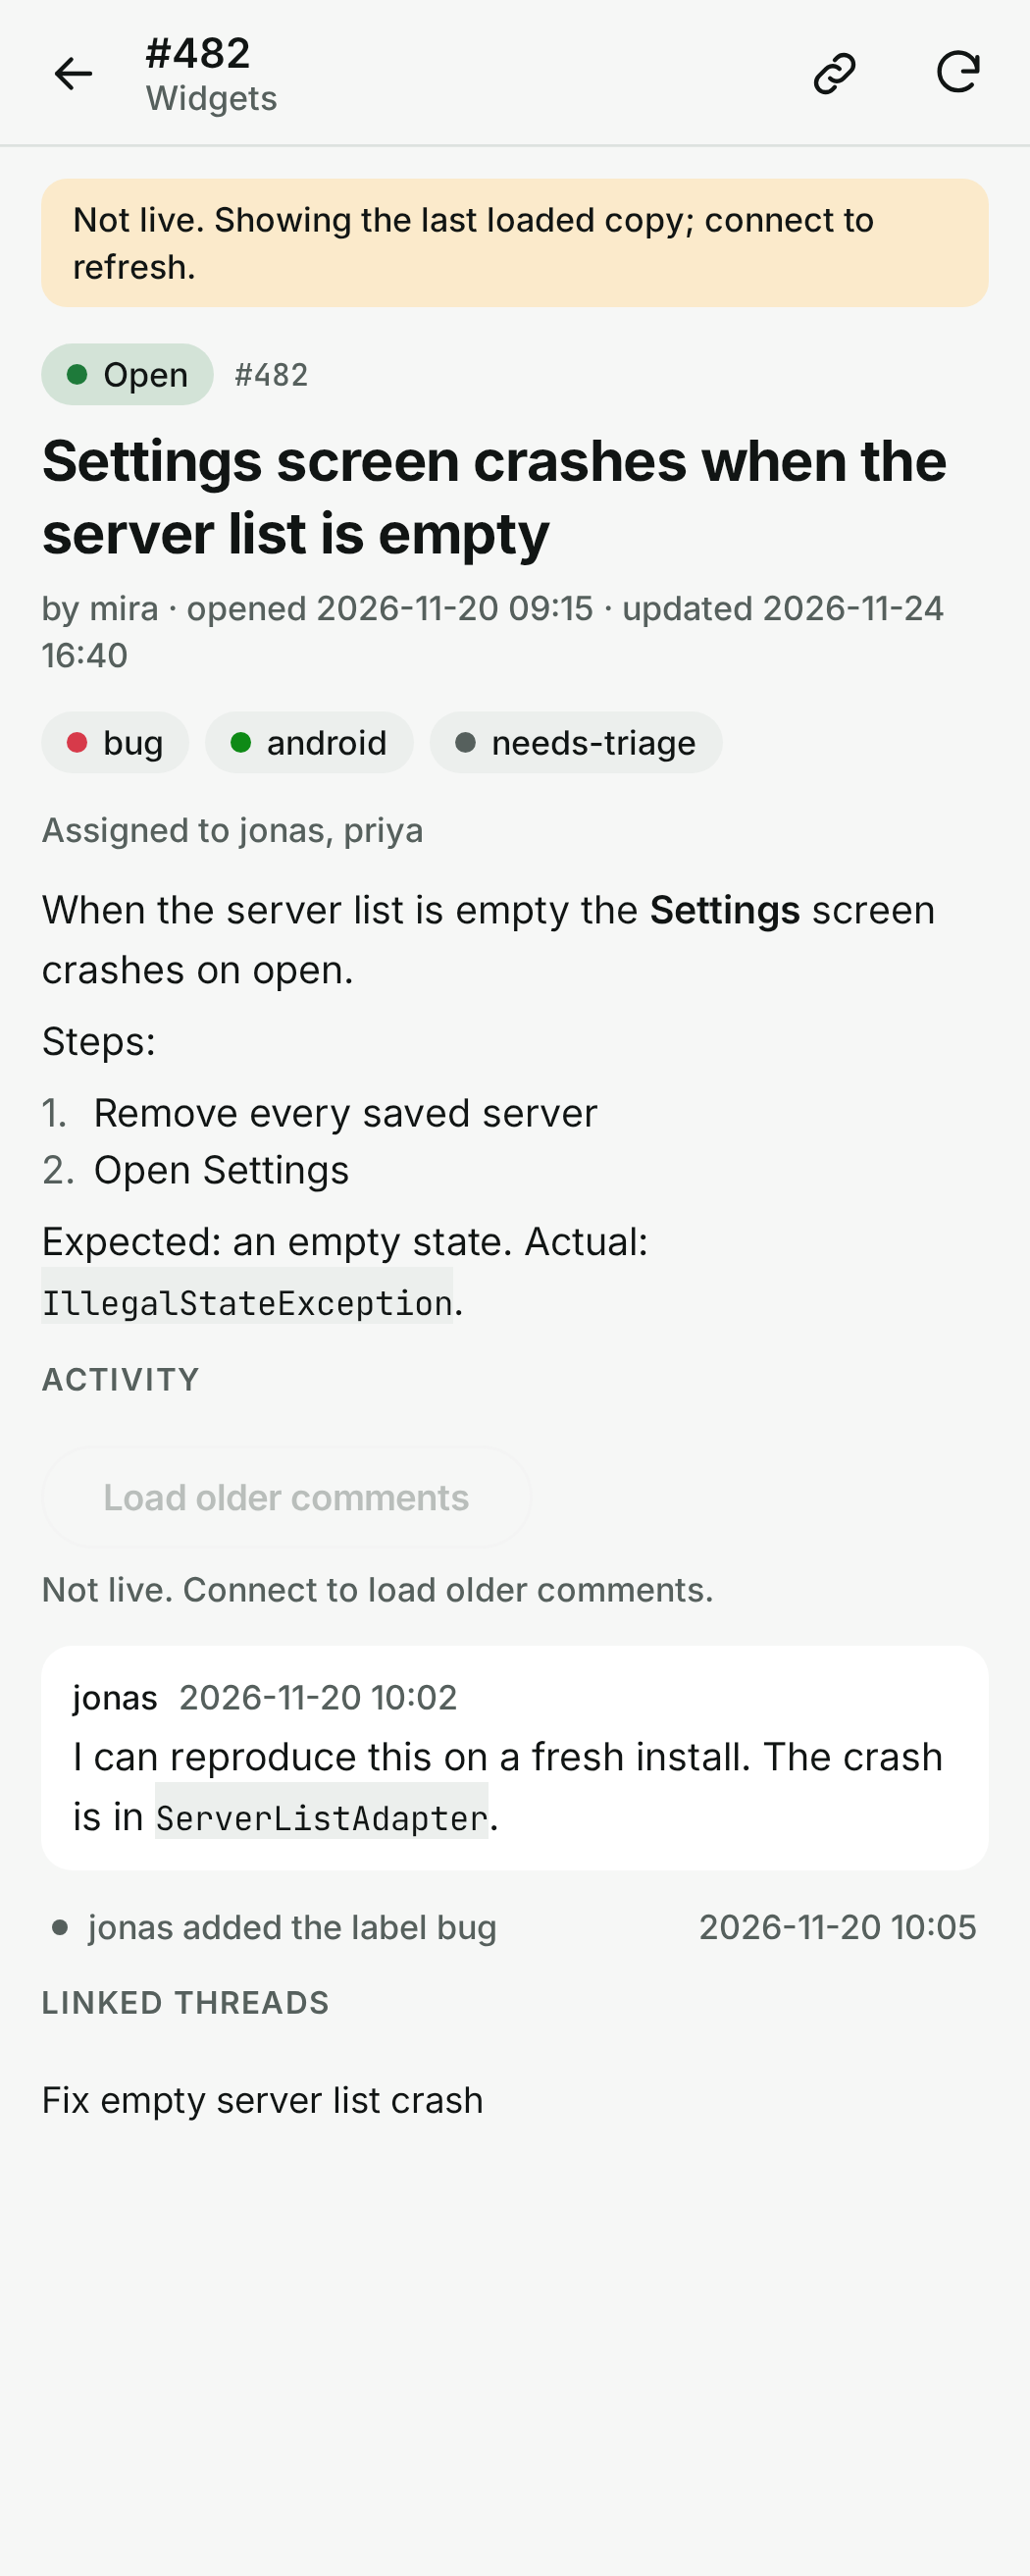 #482
Widgets
Not live. Showing the last loaded copy; connect to
refresh.
Open #482
Settings screen crashes when the
server list is empty
by mira · opened 2026-11-20 09:15 · updated 2026-11-24
16:40
bug android needs-triage
Assigned to jonas, priya
When the server list is empty the Settings screen
crashes on open.
Steps:
1. Remove every saved server
2. Open Settings
Expected: an empty state. Actual:
IllegalStateException.
ACTIVITY
Load older comments
Not live. Connect to load older comments.
jonas 2026-11-20 10:02
I can reproduce this on a fresh install. The crash
is in ServerListAdapter.
jonas added the label bug 2026-11-20 10:05
LINKED THREADS
Fix empty server list crash